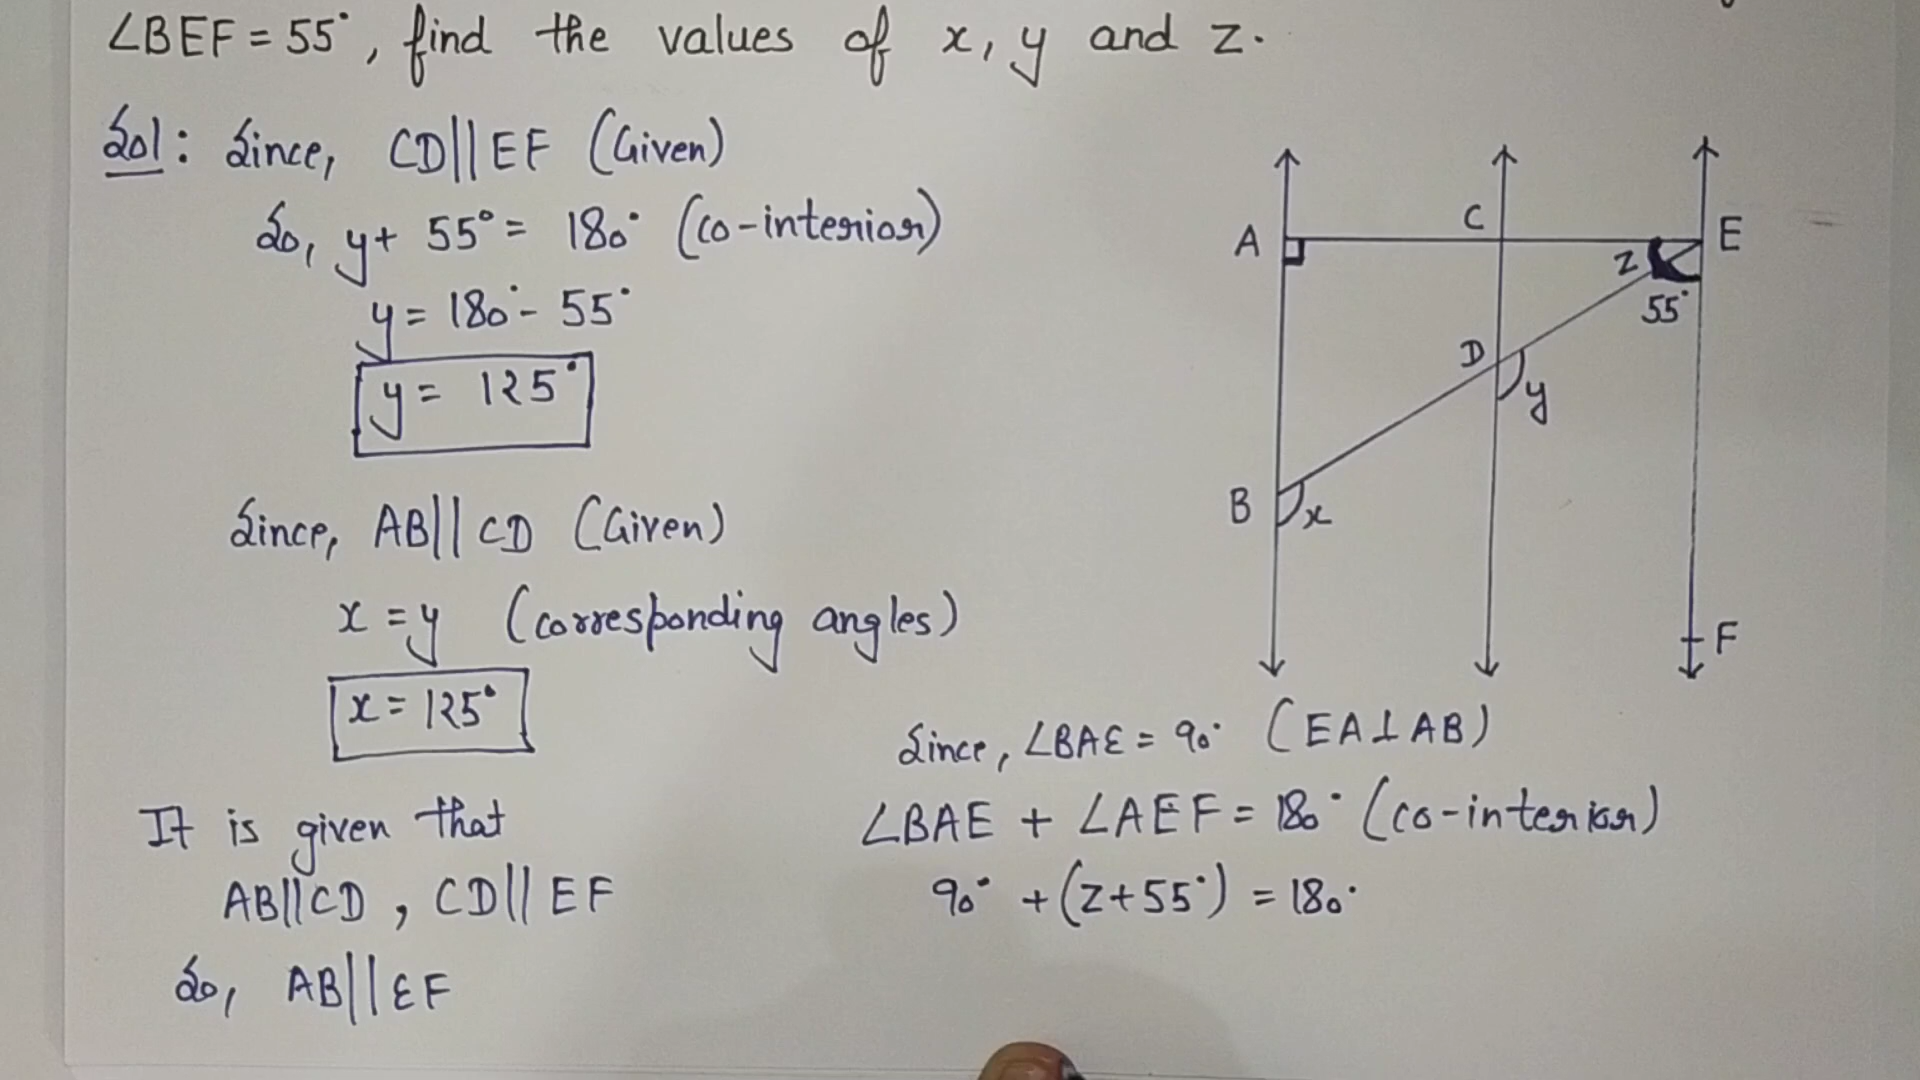 ∠BEF = 55°, find the values of x, y and z.
Sol: Since, CD||EF (Given)
So, y + 55° = 180° (co-interior)
y = 180° - 55°
y = 125°
Since, AB||CD (Given)
x = y (corresponding angles)
x = 125°
It is given that
AB||CD, CD||EF
So, AB||EF
A
C
E
z
55°
D
y
B
x
F
Since, ∠BAE = 90° (EA⊥AB)
∠BAE + ∠AEF = 180° (co-interior)
90° + (z+55°) = 180°